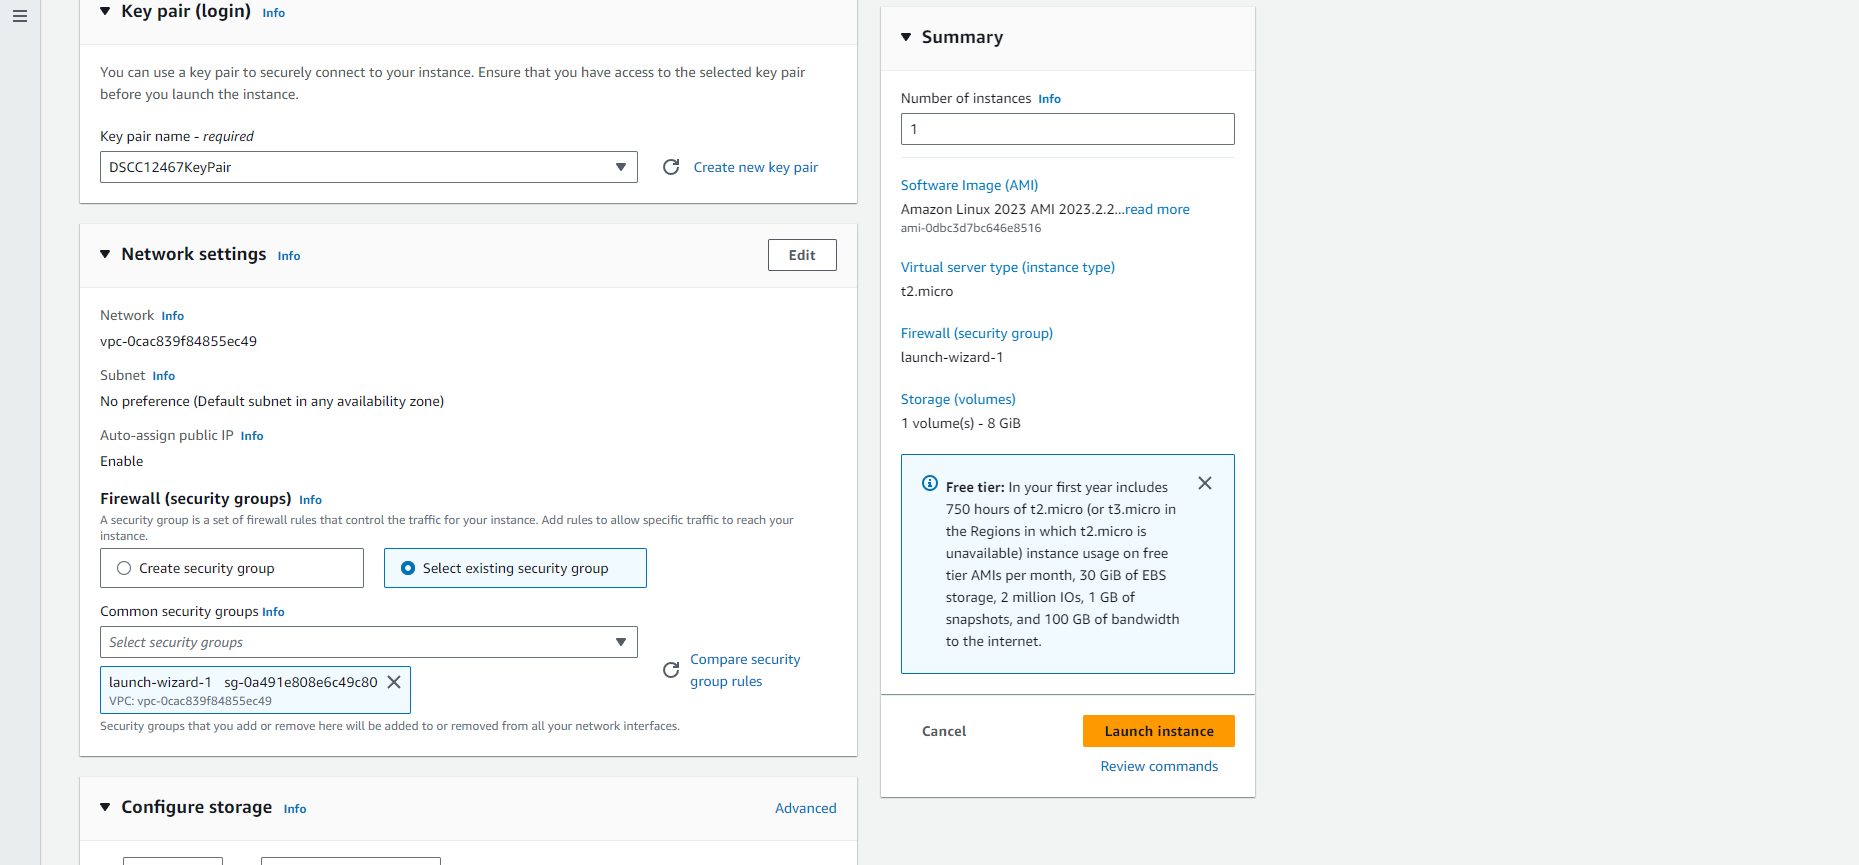 Key pair (login) Info
You can use a key pair to securely connect to your instance. Ensure that you have access to the selected key pair
before you launch the instance.
Key pair name - required
DSCC12467KeyPair
Create new key pair
Network settings Info
Edit
Network Info
vpc-0cac839f84855ec49
Subnet Info
No preference (Default subnet in any availability zone)
Auto-assign public IP Info
Enable
Firewall (security groups) Info
A security group is a set of firewall rules that control the traffic for your instance. Add rules to allow specific traffic to reach your
instance.
Create security group
Select existing security group
Common security groups Info
Select security groups
launch-wizard-1 sg-0a491e808e6c49c80
VPC: vpc-0cac839f84855ec49
Compare security
group rules
Security groups that you add or remove here will be added to or removed from all your network interfaces.
Configure storage Info
Advanced
Summary
Number of instances Info
1
Software Image (AMI)
Amazon Linux 2023 AMI 2023.2.2...read more
ami-0dbc3d7bc646e8516
Virtual server type (instance type)
t2.micro
Firewall (security group)
launch-wizard-1
Storage (volumes)
1 volume(s) - 8 GiB
Free tier: In your first year includes
750 hours of t2.micro (or t3.micro in
the Regions in which t2.micro is
unavailable) instance usage on free
tier AMIs per month, 30 GiB of EBS
storage, 2 million IOs, 1 GB of
snapshots, and 100 GB of bandwidth
to the internet.
Cancel
Launch instance
Review commands